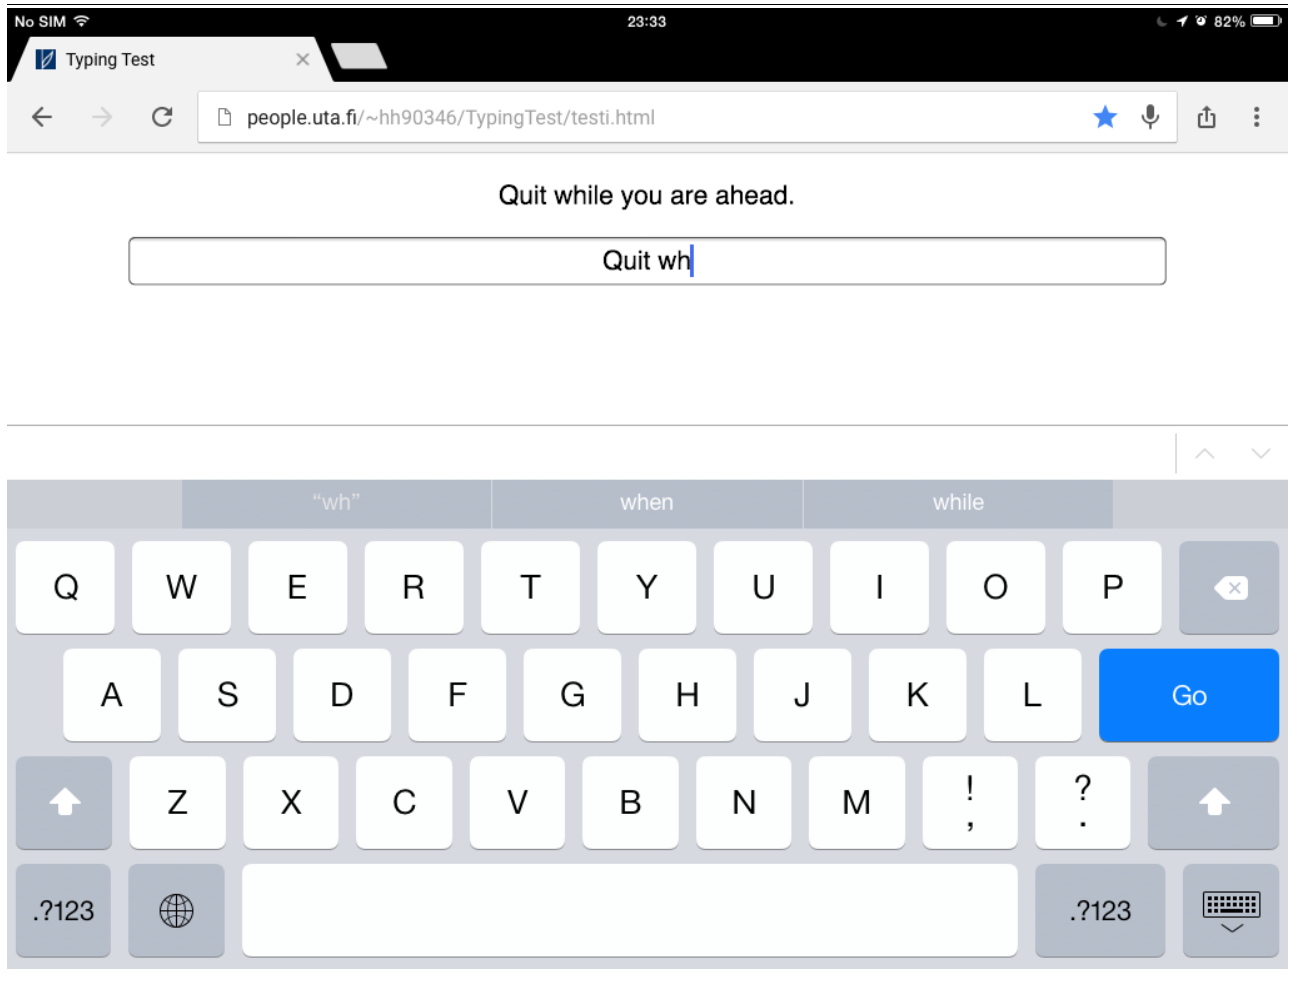 No SIM 23:33 82%
Typing Test
people.uta.fi/~hh90346/TypingTest/testi.html
Quit while you are ahead.
Quit wh
“wh” when while
Q W E R T Y U I O P
A S D F G H J K L Go
Z X C V B N M ! , ? .
.?123 .?123